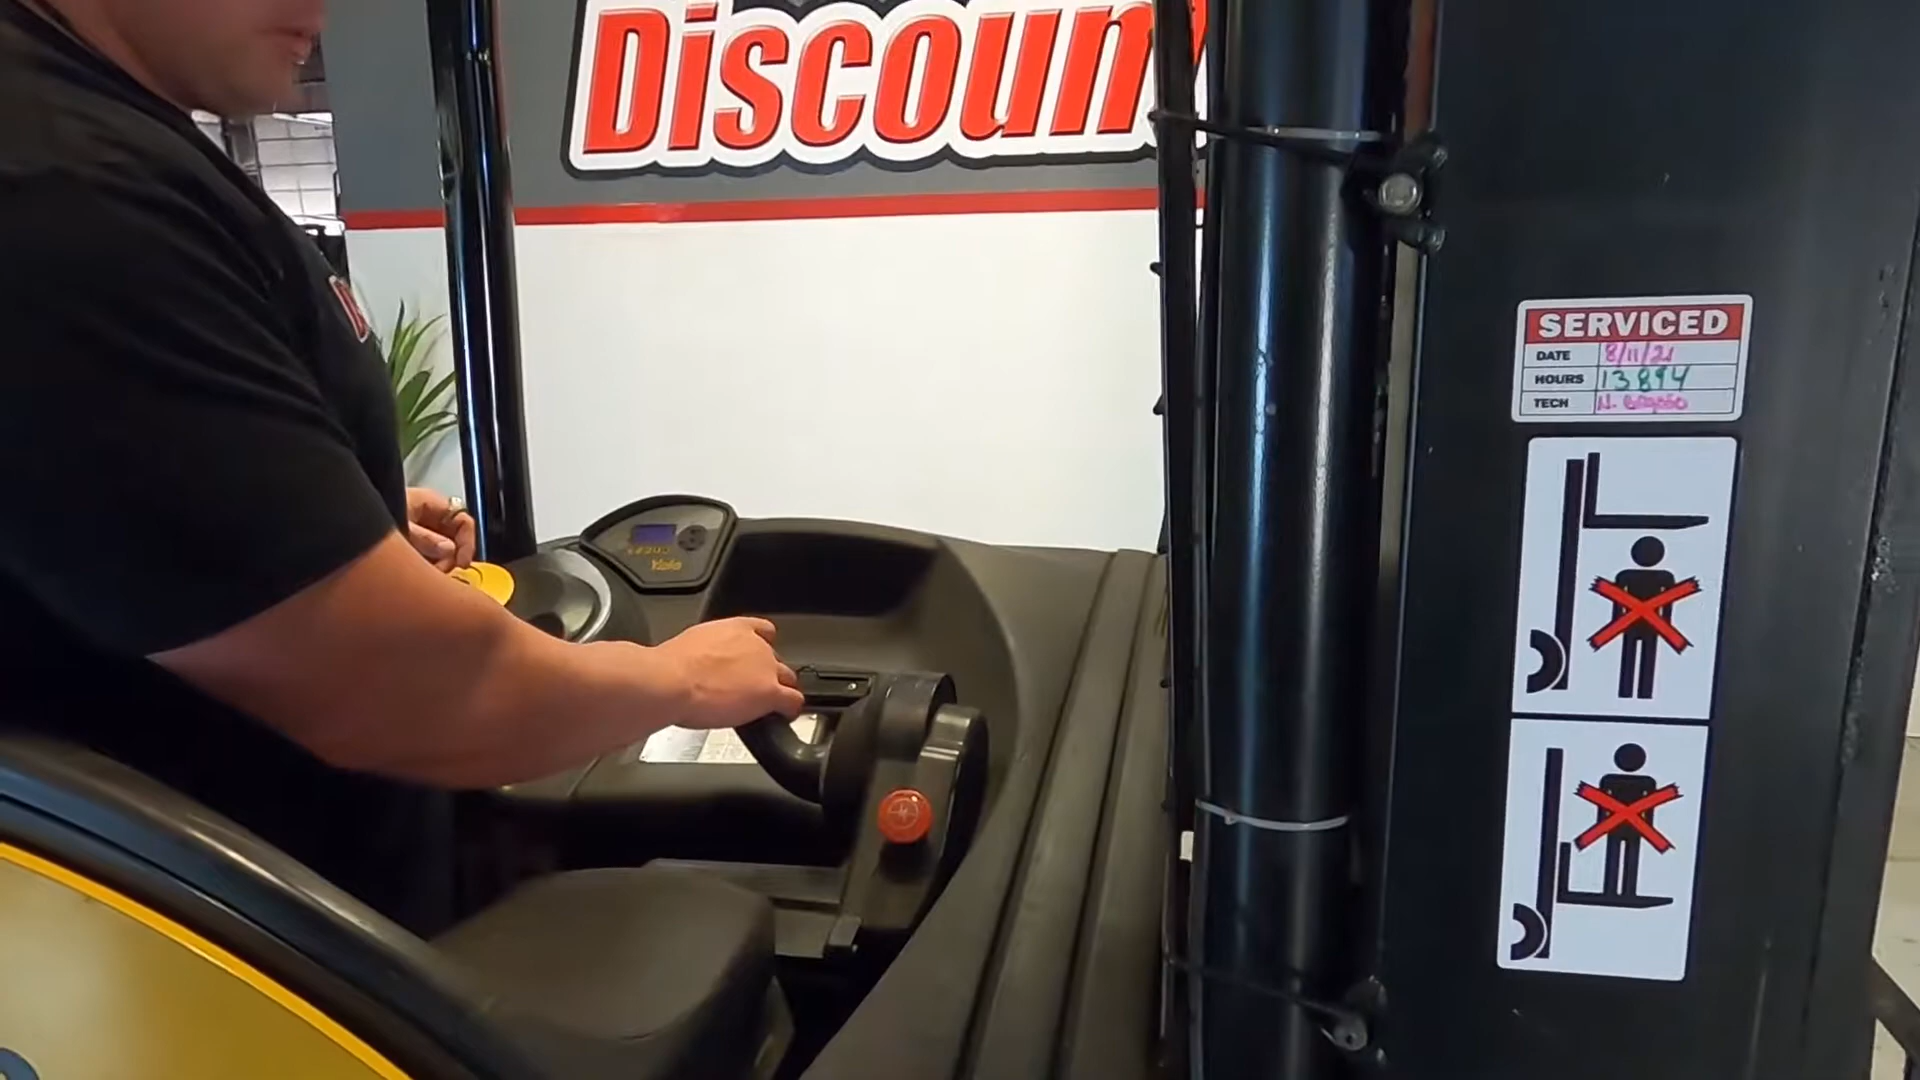 Discoun
SERVICED
DATE 8/11/21
HOURS 13894
TECH N.
Yale